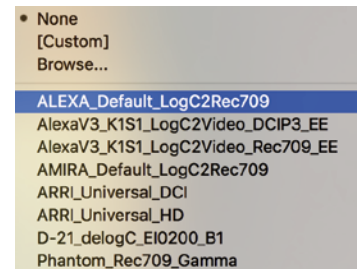 None
[Custom]
Browse...
ALEXA_Default_LogC2Rec709
AlexaV3_K1S1_LogC2Video_DCIP3_EE
AlexaV3_K1S1_LogC2Video_Rec709_EE
AMIRA_Default_LogC2Rec709
ARRI_Universal_DCI
ARRI_Universal_HD
D-21_delogC_EI0200_B1
Phantom_Rec709_Gamma